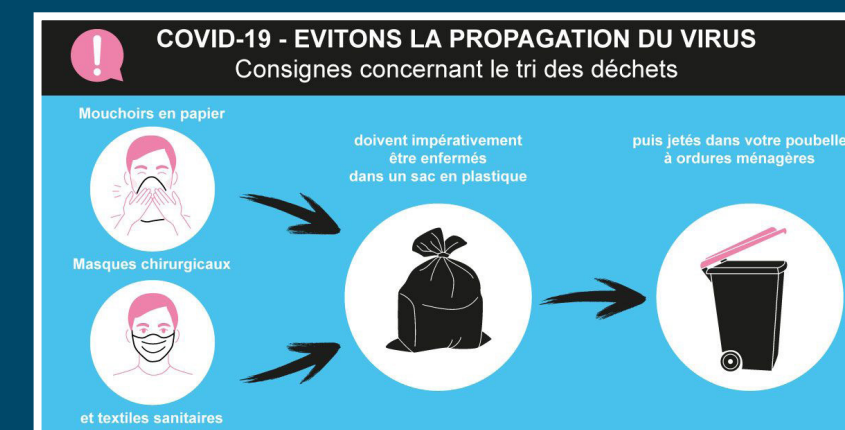 COVID-19 - EVITONS LA PROPAGATION DU VIRUS
Consignes concernant le tri des déchets
Mouchoirs en papier
Masques chirurgicaux
et textiles sanitaires
doivent impérativement
être enfermés
dans un sac en plastique
puis jetés dans votre poubelle
à ordures ménagères